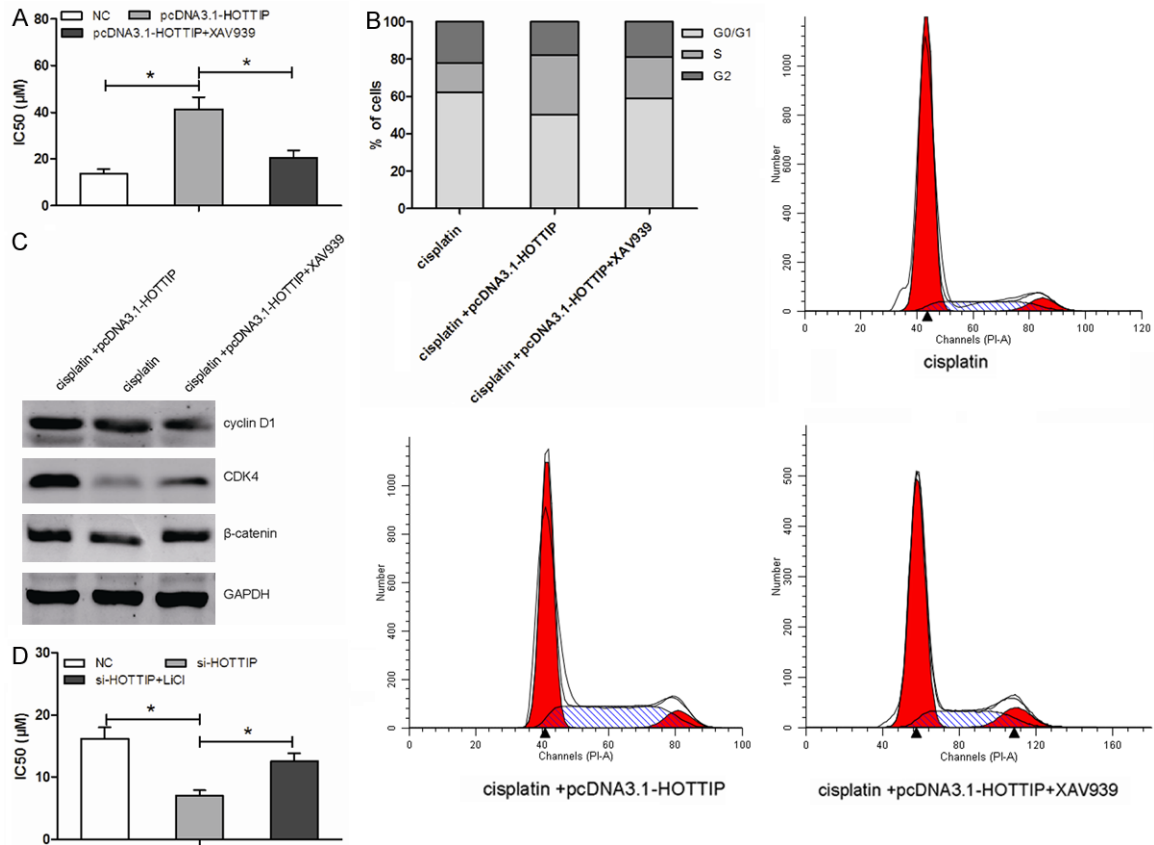 A
NC
pcDNA3.1-HOTTIP
pcDNA3.1-HOTTIP+XAV939
IC50 (µM)
80
60
40
20
0
*
*
B
% of cells
100
80
60
40
20
0
G0/G1
S
G2
cisplatin
cisplatin +pcDNA3.1-HOTTIP
cisplatin +pcDNA3.1-HOTTIP+XAV939
Number
1000
800
600
400
200
0
0 20 40 60 80 100 120
Channels (PI-A)
cisplatin
C
cisplatin +pcDNA3.1-HOTTIP
cisplatin
cisplatin +pcDNA3.1-HOTTIP+XAV939
cyclin D1
CDK4
β-catenin
GAPDH
Number
1000
800
600
400
200
0
0 20 40 60 80 100
Channels (PI-A)
cisplatin +pcDNA3.1-HOTTIP
Number
500
400
300
200
100
0
0 40 80 120 160
Channels (PI-A)
cisplatin +pcDNA3.1-HOTTIP+XAV939
D
NC
si-HOTTIP
si-HOTTIP+LiCl
IC50 (µM)
30
20
10
0
*
*